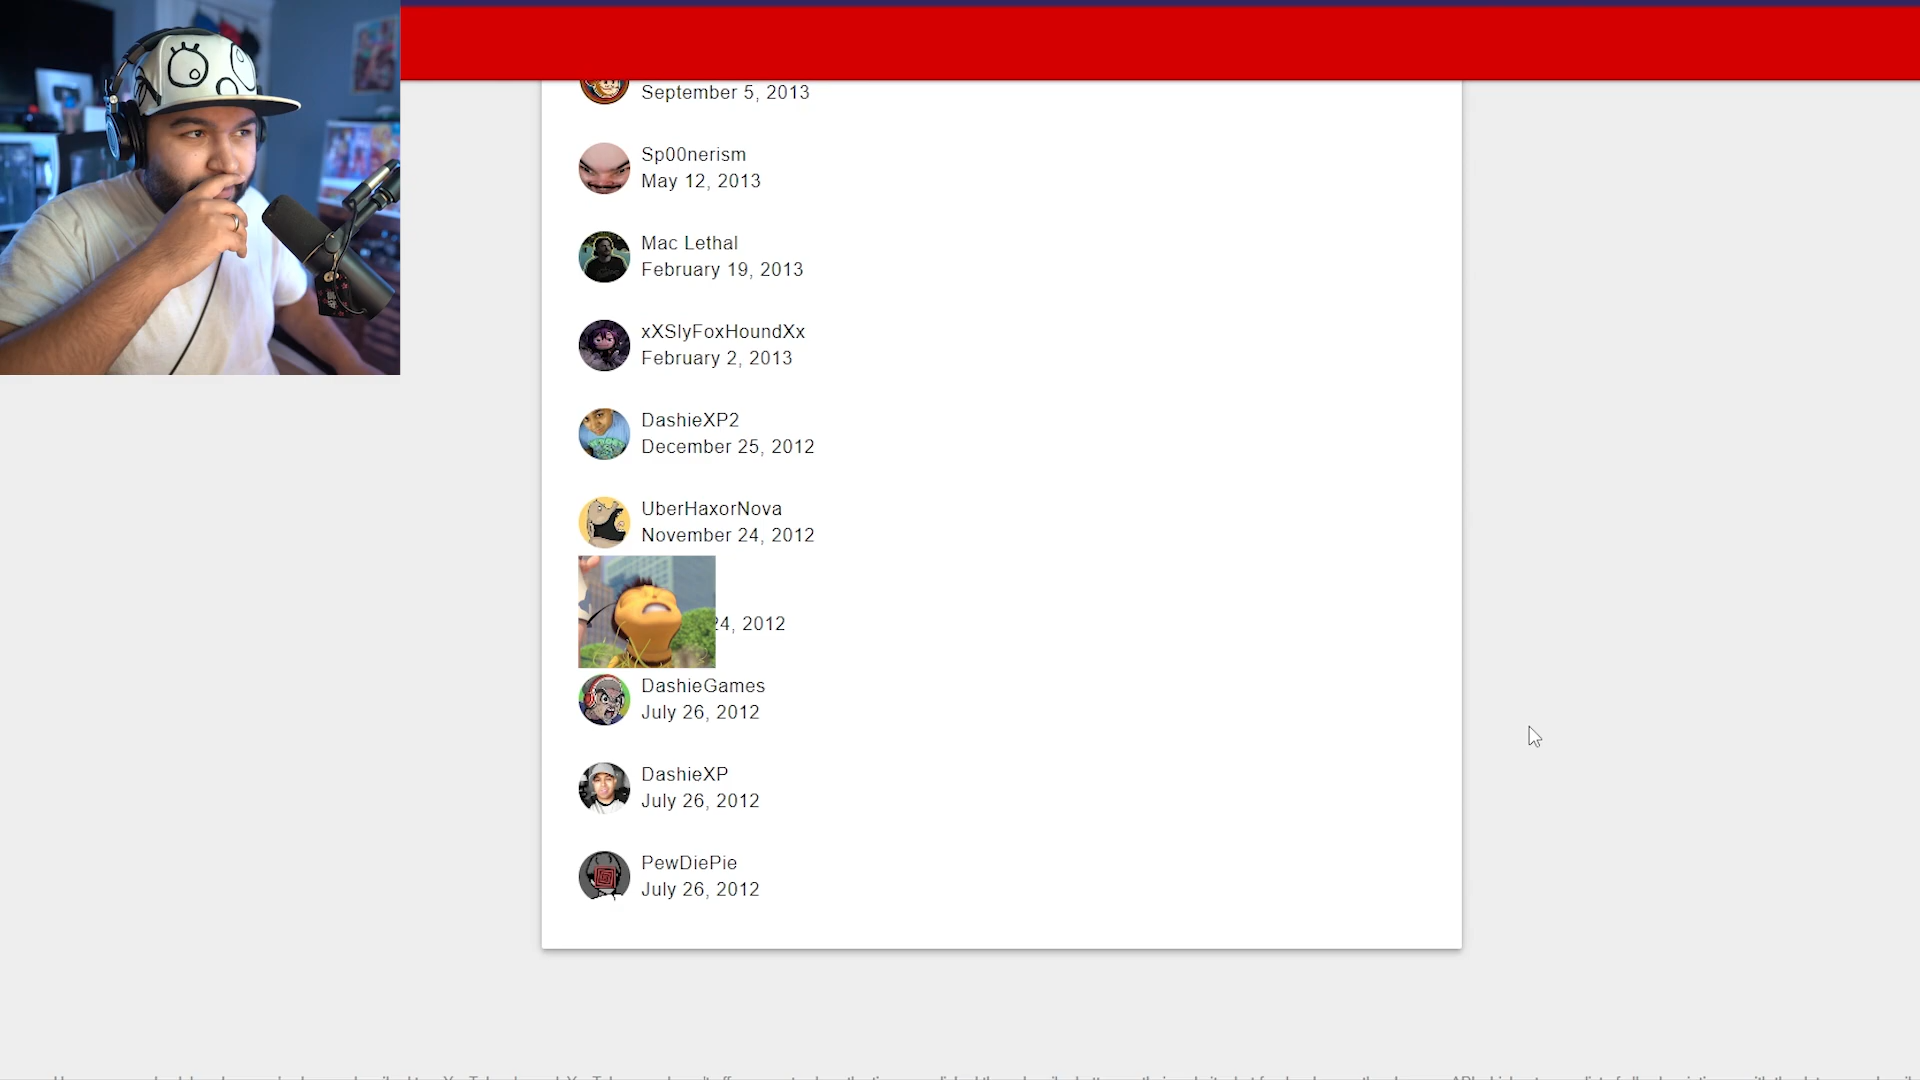 September 5, 2013
Sp00nerism
May 12, 2013
Mac Lethal
February 19, 2013
xXSlyFoxHoundXx
February 2, 2013
DashieXP2
December 25, 2012
UberHaxorNova
November 24, 2012
24, 2012
DashieGames
July 26, 2012
DashieXP
July 26, 2012
PewDiePie
July 26, 2012